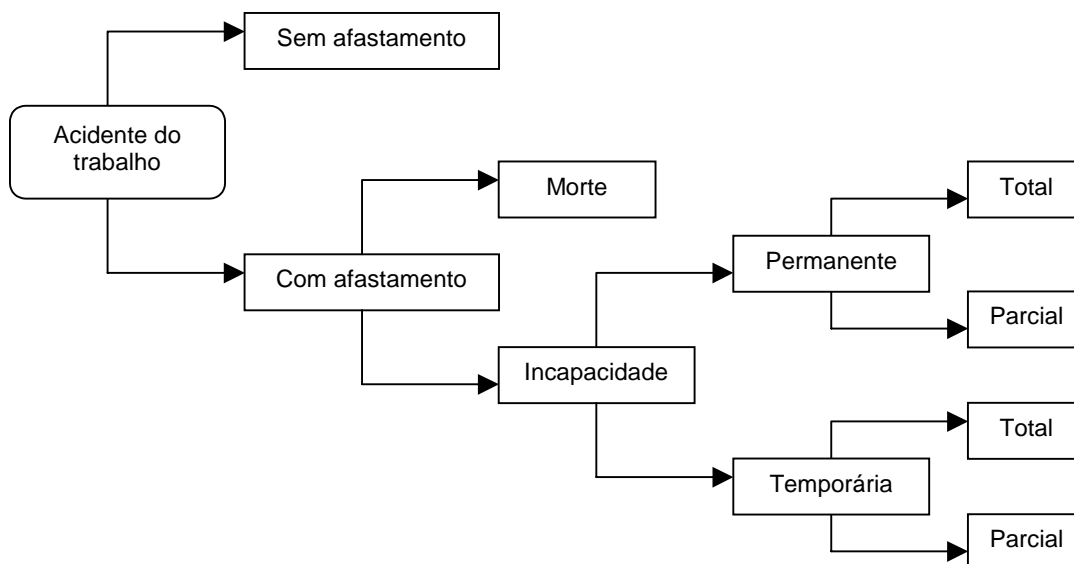 Sem afastamento
Acidente do
trabalho
Morte
Total
Permanente
Com afastamento
Parcial
Incapacidade
Total
Temporária
Parcial